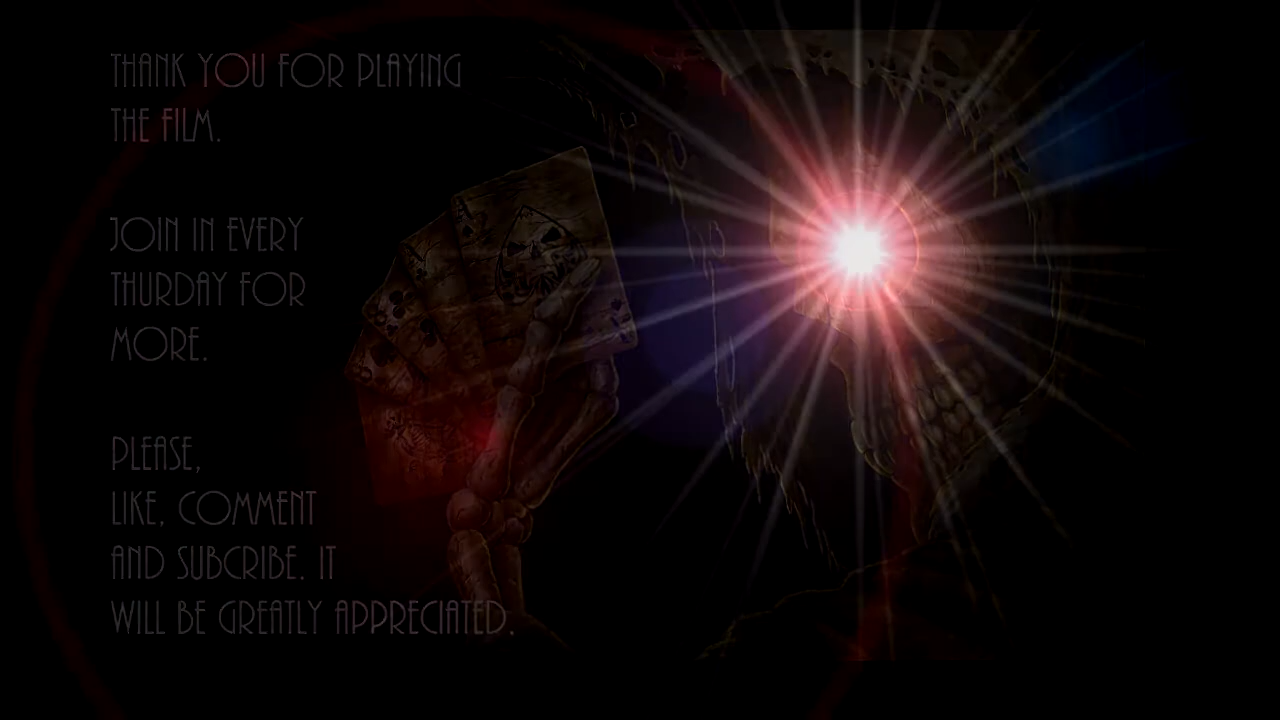 THANK YOU FOR PLAYING
THE FILM.
JOIN IN EVERY
THURDAY FOR
MORE.
PLEASE,
LIKE, COMMENT
AND SUBCRIBE. IT
WILL BE GREATLY APPRECIATED.